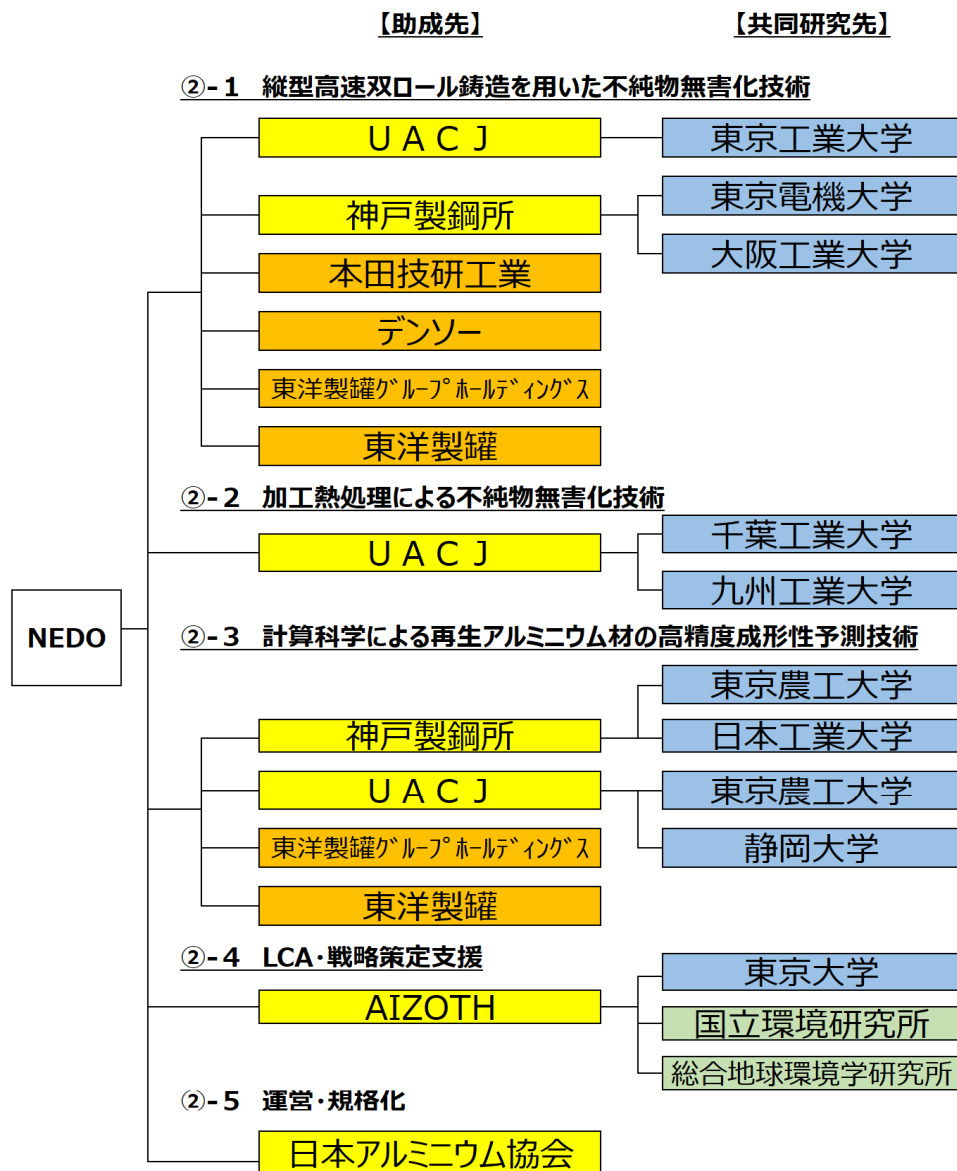 【助成先】 【共同研究先】
②-1 縦型高速双ロール鋳造を用いた不純物無害化技術
ＵＡＣＪ 東京工業大学
東京電機大学
神戸製鋼所
大阪工業大学
本田技研工業
デンソー
東洋製罐ｸﾞﾙｰﾌﾟﾎｰﾙﾃﾞｨﾝｸﾞｽ
東洋製罐
②-2 加工熱処理による不純物無害化技術
千葉工業大学
ＵＡＣＪ
九州工業大学
NEDO
②-3 計算科学による再生アルミニウム材の高精度成形性予測技術
東京農工大学
神戸製鋼所 日本工業大学
ＵＡＣＪ 東京農工大学
東洋製罐ｸﾞﾙｰﾌﾟﾎｰﾙﾃﾞｨﾝｸﾞｽ 静岡大学
東洋製罐
②-4 LCA・戦略策定支援
東京大学
AIZOTH
国立環境研究所
総合地球環境学研究所
②-5 運営・規格化
日本アルミニウム協会